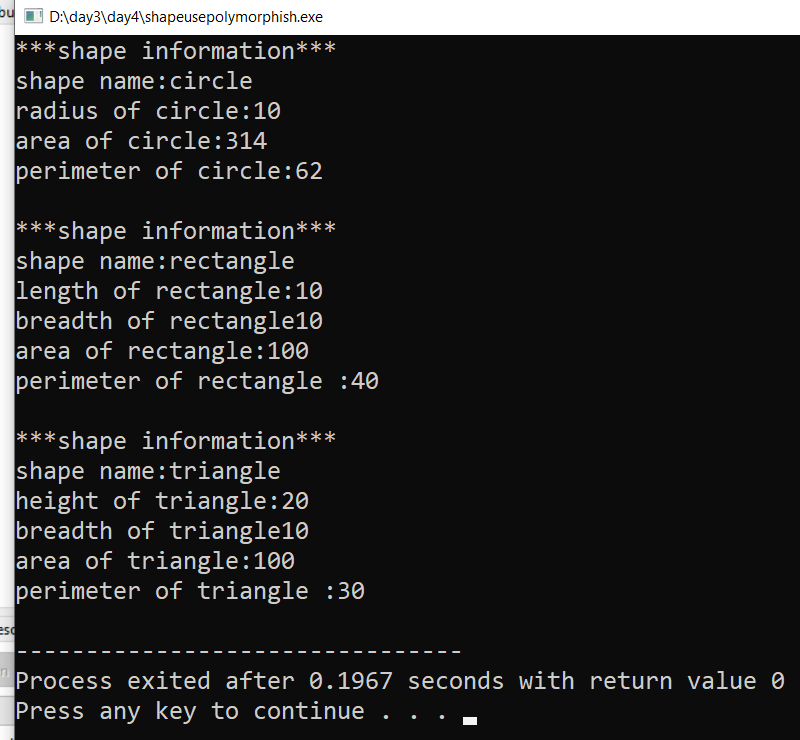 D:\day3\day4\shapeusepolymorphish.exe
***shape information***
shape name:circle
radius of circle:10
area of circle:314
perimeter of circle:62
***shape information***
shape name:rectangle
length of rectangle:10
breadth of rectangle10
area of rectangle:100
perimeter of rectangle :40
***shape information***
shape name:triangle
height of triangle:20
breadth of triangle10
area of triangle:100
perimeter of triangle :30
--------------------------------
Process exited after 0.1967 seconds with return value 0
Press any key to continue . . .